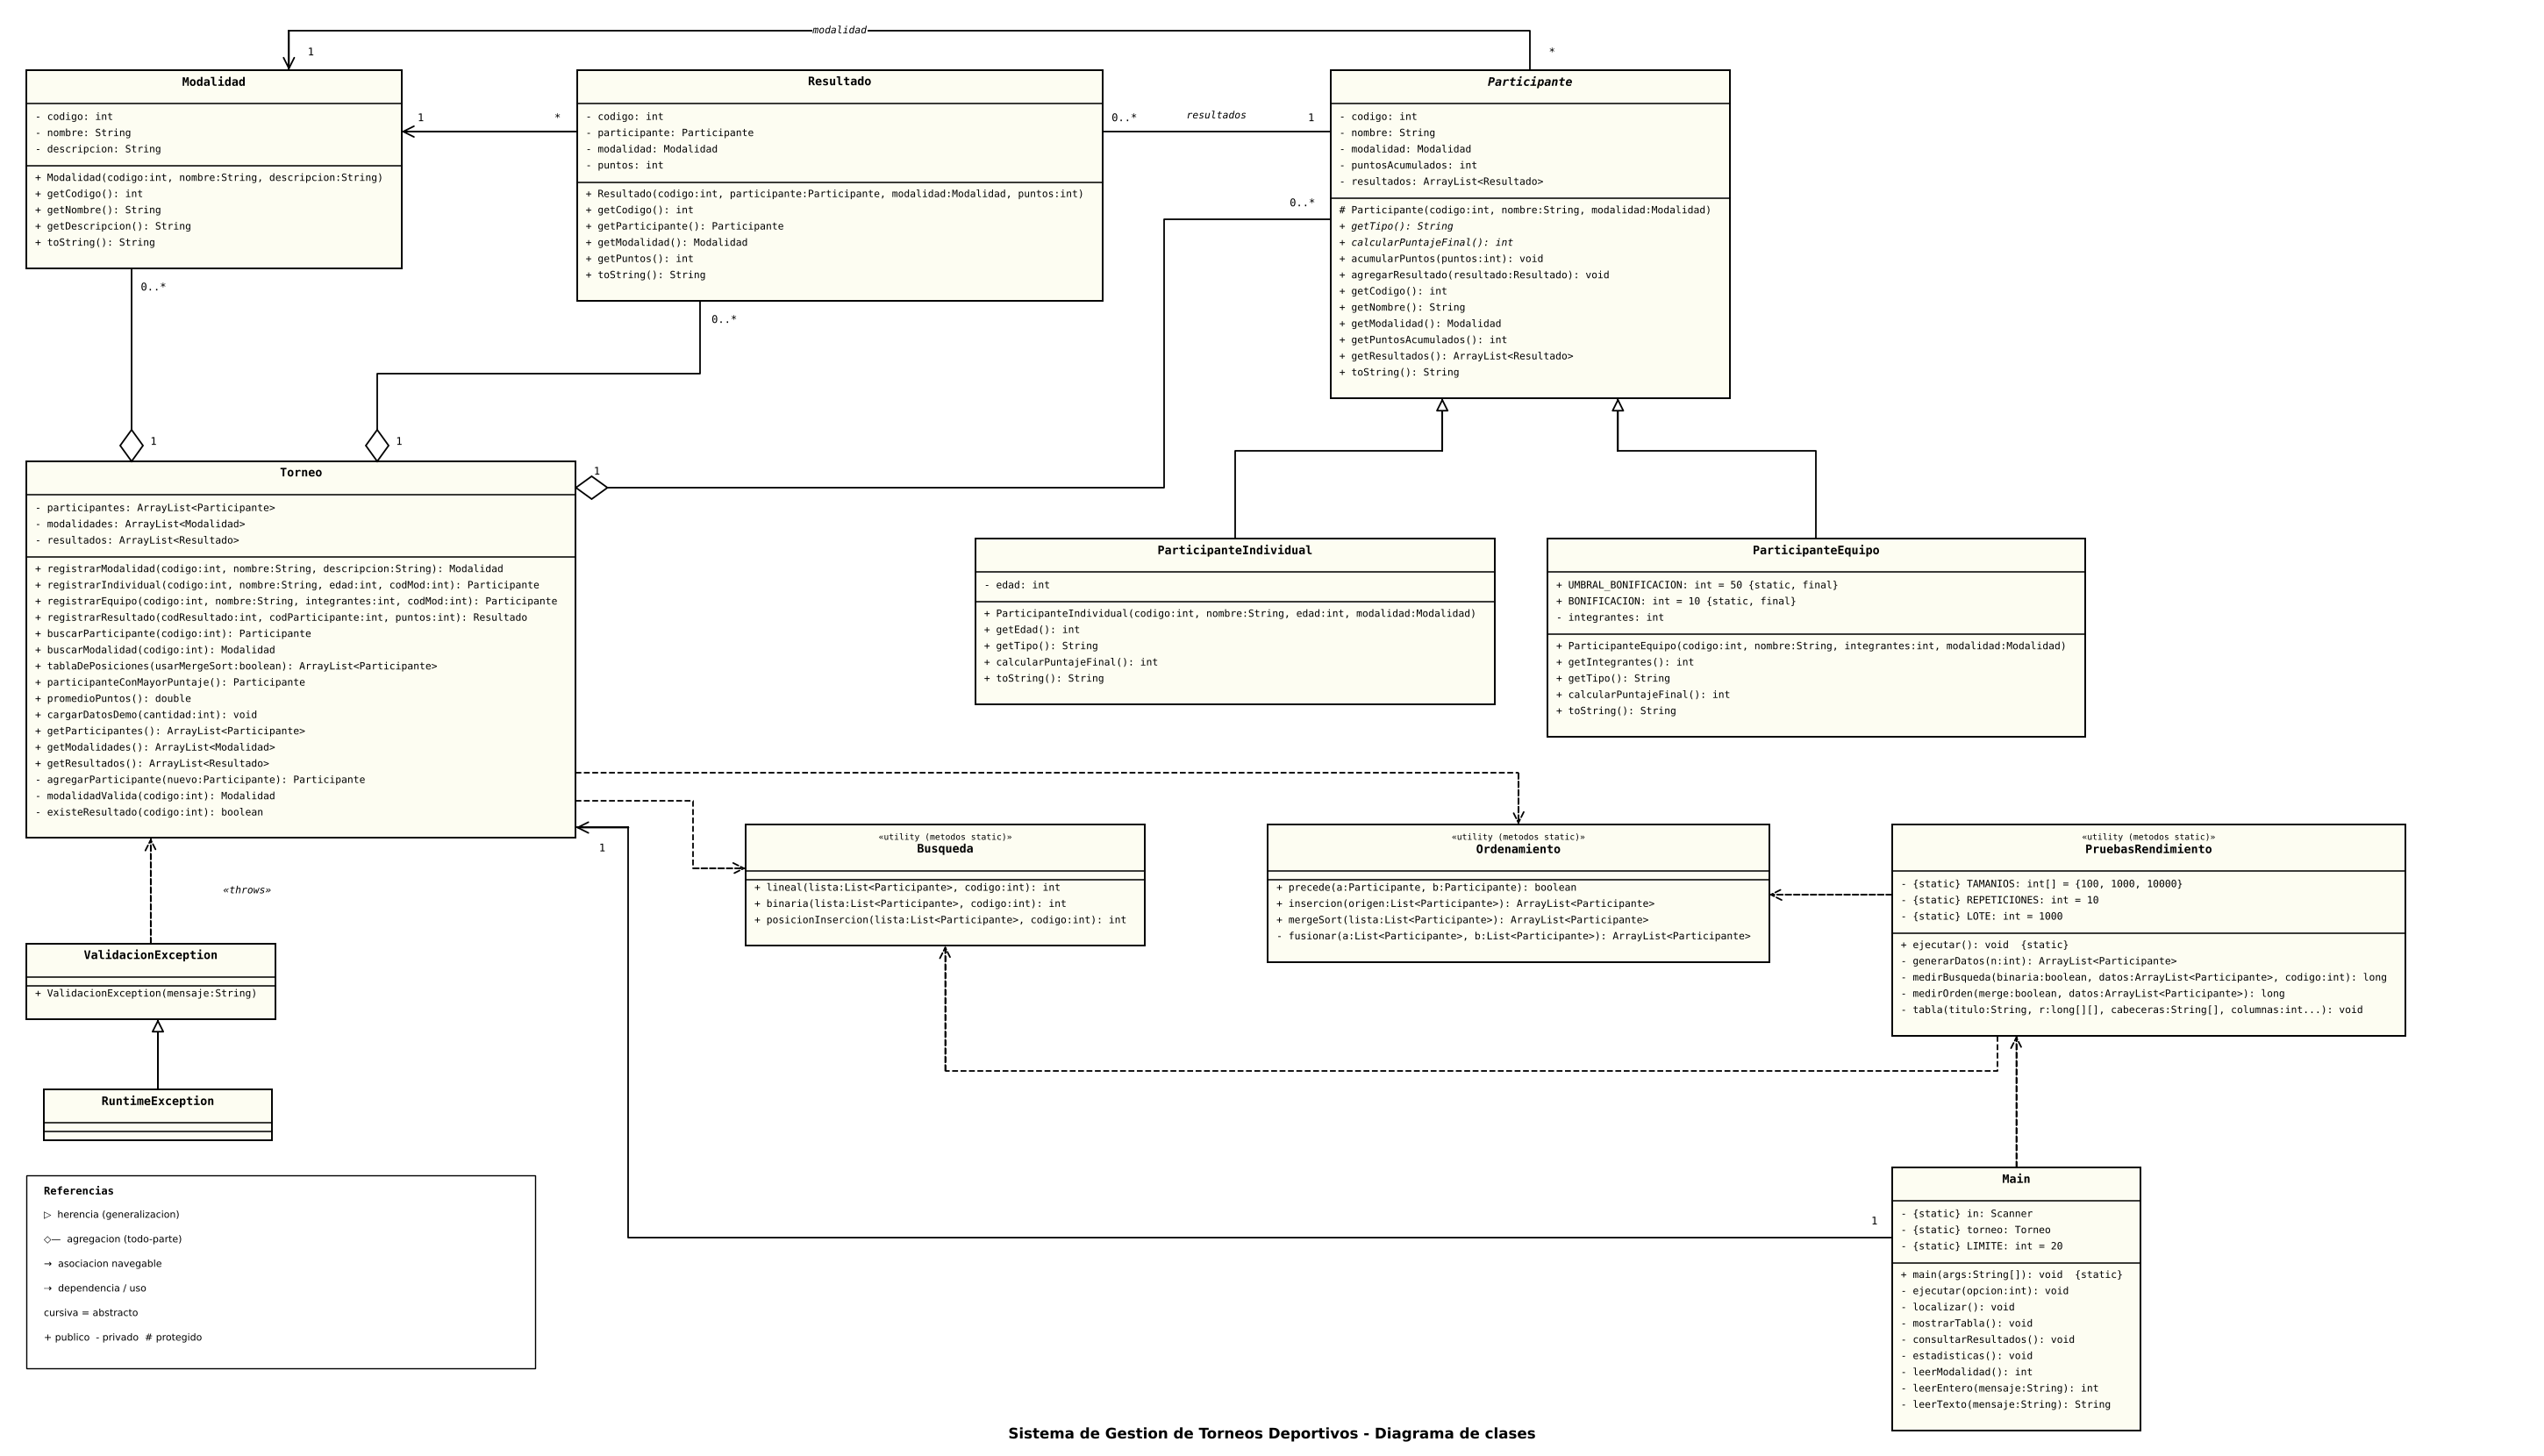 modalidad
1
*
Modalidad
- codigo: int
- nombre: String
- descripcion: String
+ Modalidad(codigo:int, nombre:String, descripcion:String)
+ getCodigo(): int
+ getNombre(): String
+ getDescripcion(): String
+ toString(): String
1
*
Resultado
- codigo: int
- participante: Participante
- modalidad: Modalidad
- puntos: int
+ Resultado(codigo:int, participante:Participante, modalidad:Modalidad, puntos:int)
+ getCodigo(): int
+ getParticipante(): Participante
+ getModalidad(): Modalidad
+ getPuntos(): int
+ toString(): String
0..*
resultados
1
0..*
Participante
- codigo: int
- nombre: String
- modalidad: Modalidad
- puntosAcumulados: int
- resultados: ArrayList<Resultado>
# Participante(codigo:int, nombre:String, modalidad:Modalidad)
+ getTipo(): String
+ calcularPuntajeFinal(): int
+ acumularPuntos(puntos:int): void
+ agregarResultado(resultado:Resultado): void
+ getCodigo(): int
+ getNombre(): String
+ getModalidad(): Modalidad
+ getPuntosAcumulados(): int
+ getResultados(): ArrayList<Resultado>
+ toString(): String
0..*
0..*
1
1
1
Torneo
- participantes: ArrayList<Participante>
- modalidades: ArrayList<Modalidad>
- resultados: ArrayList<Resultado>
+ registrarModalidad(codigo:int, nombre:String, descripcion:String): Modalidad
+ registrarIndividual(codigo:int, nombre:String, edad:int, codMod:int): Participante
+ registrarEquipo(codigo:int, nombre:String, integrantes:int, codMod:int): Participante
+ registrarResultado(codResultado:int, codParticipante:int, puntos:int): Resultado
+ buscarParticipante(codigo:int): Participante
+ buscarModalidad(codigo:int): Modalidad
+ tablaDePosiciones(usarMergeSort:boolean): ArrayList<Participante>
+ participanteConMayorPuntaje(): Participante
+ promedioPuntos(): double
+ cargarDatosDemo(cantidad:int): void
+ getParticipantes(): ArrayList<Participante>
+ getModalidades(): ArrayList<Modalidad>
+ getResultados(): ArrayList<Resultado>
- agregarParticipante(nuevo:Participante): Participante
- modalidadValida(codigo:int): Modalidad
- existeResultado(codigo:int): boolean
ParticipanteIndividual
- edad: int
+ ParticipanteIndividual(codigo:int, nombre:String, edad:int, modalidad:Modalidad)
+ getEdad(): int
+ getTipo(): String
+ calcularPuntajeFinal(): int
+ toString(): String
ParticipanteEquipo
+ UMBRAL_BONIFICACION: int = 50 {static, final}
+ BONIFICACION: int = 10 {static, final}
- integrantes: int
+ ParticipanteEquipo(codigo:int, nombre:String, integrantes:int, modalidad:Modalidad)
+ getIntegrantes(): int
+ getTipo(): String
+ calcularPuntajeFinal(): int
+ toString(): String
1
«throws»
«utility (metodos static)»
Busqueda
+ lineal(lista:List<Participante>, codigo:int): int
+ binaria(lista:List<Participante>, codigo:int): int
+ posicionInsercion(lista:List<Participante>, codigo:int): int
«utility (metodos static)»
Ordenamiento
+ precede(a:Participante, b:Participante): boolean
+ insercion(origen:List<Participante>): ArrayList<Participante>
+ mergeSort(lista:List<Participante>): ArrayList<Participante>
- fusionar(a:List<Participante>, b:List<Participante>): ArrayList<Participante>
«utility (metodos static)»
PruebasRendimiento
- {static} TAMANIOS: int[] = {100, 1000, 10000}
- {static} REPETICIONES: int = 10
- {static} LOTE: int = 1000
+ ejecutar(): void  {static}
- generarDatos(n:int): ArrayList<Participante>
- medirBusqueda(binaria:boolean, datos:ArrayList<Participante>, codigo:int): long
- medirOrden(merge:boolean, datos:ArrayList<Participante>): long
- tabla(titulo:String, r:long[][], cabeceras:String[], columnas:int...): void
ValidacionException
+ ValidacionException(mensaje:String)
RuntimeException
Referencias
▷ herencia (generalizacion)
◇— agregacion (todo-parte)
→ asociacion navegable
⇢ dependencia / uso
cursiva = abstracto
+ publico  - privado  # protegido
1
Main
- {static} in: Scanner
- {static} torneo: Torneo
- {static} LIMITE: int = 20
+ main(args:String[]): void  {static}
- ejecutar(opcion:int): void
- localizar(): void
- mostrarTabla(): void
- consultarResultados(): void
- estadisticas(): void
- leerModalidad(): int
- leerEntero(mensaje:String): int
- leerTexto(mensaje:String): String
Sistema de Gestion de Torneos Deportivos - Diagrama de clases